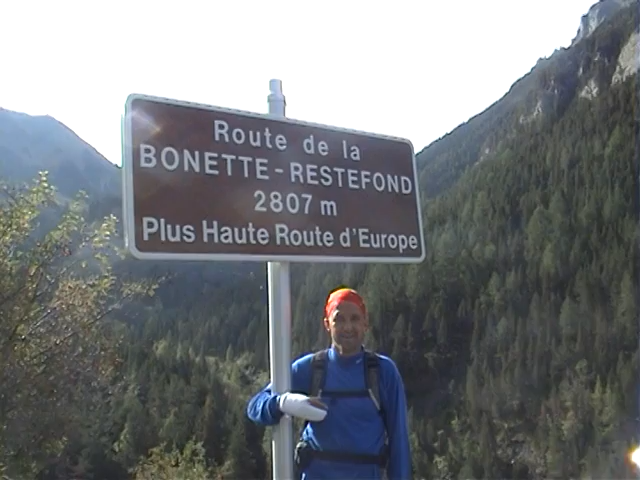 Route de la
BONETTE - RESTEFOND
2807 m
Plus Haute Route d'Europe